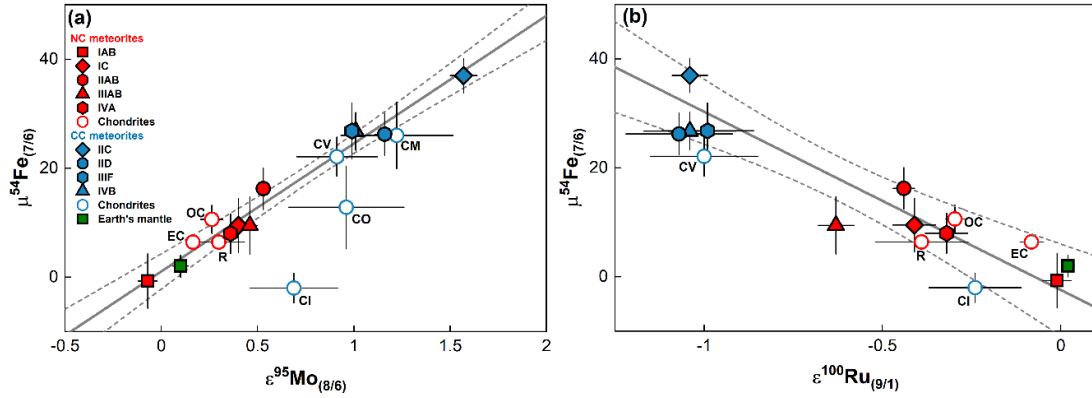 (a)
NC meteorites
IAB
IC
IIAB
IIIAB
IVA
Chondrites
CC meteorites
IIC
IID
IIIF
IVB
Chondrites
Earth's mantle
μ⁵⁴Fe(7/6)
40
20
0
CV
CM
OC
CO
EC
R
CI
-0.5
0
0.5
1
1.5
2
ε⁹⁵Mo(8/6)
(b)
μ⁵⁴Fe(7/6)
40
20
0
CV
OC
R
EC
CI
-1
-0.5
0
ε¹⁰⁰Ru(9/1)